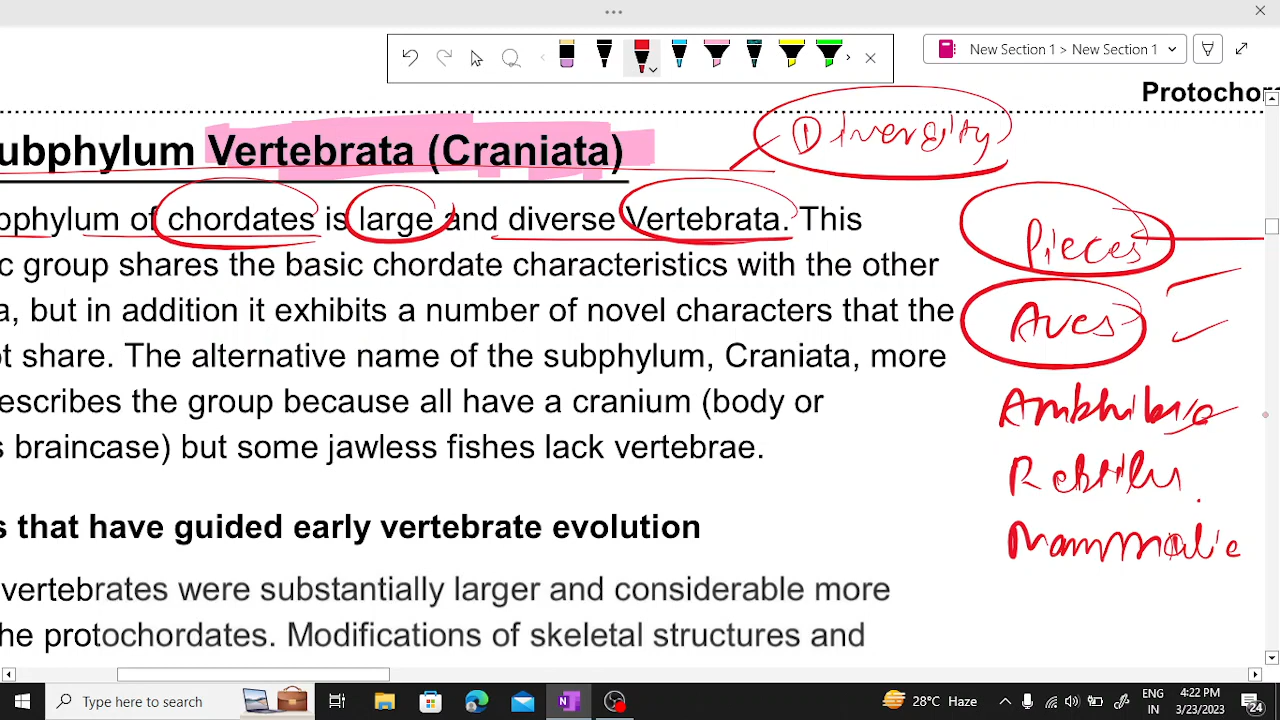 New Section 1 > New Section 1
Protochor
ubphylum Vertebrata (Craniata)
Diversity
bphylum of chordates is large and diverse Vertebrata. This
Pieces
c group shares the basic chordate characteristics with the other
a, but in addition it exhibits a number of novel characters that the
Aves
ot share. The alternative name of the subphylum, Craniata, more
escribes the group because all have a cranium (body or
s braincase) but some jawless fishes lack vertebrae.
Mammalie
s that have guided early vertebrate evolution
vertebrates were substantially larger and considerable more
he protochordates. Modifications of skeletal structures and
Type here to search
28°C Haze
ENG
IN
4:22 PM
3/23/2023
24